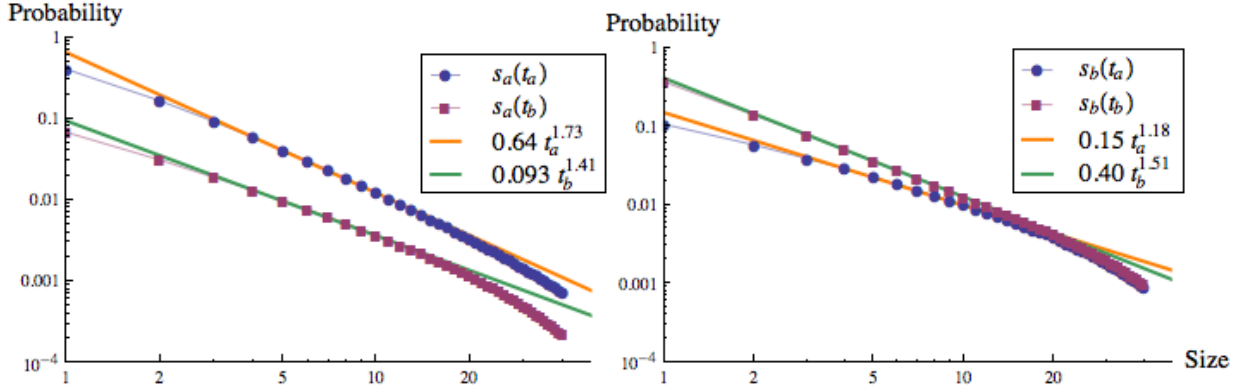 Probability
1
0.1
0.01
0.001
10⁻⁴
1 2 5 10 20
s_a(t_a)
s_a(t_b)
0.64 t_a^1.73
0.093 t_b^1.41
Probability
1
0.1
0.01
0.001
10⁻⁴
1 2 5 10 20
Size
s_b(t_a)
s_b(t_b)
0.15 t_a^1.18
0.40 t_b^1.51